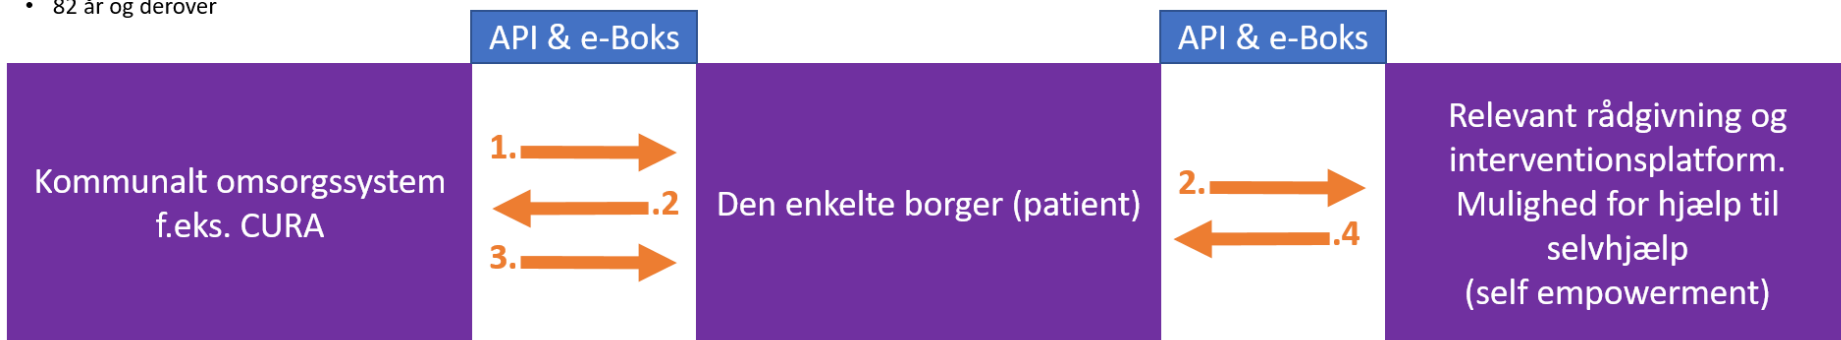 • 82 år og derover
API & e-Boks
API & e-Boks
Kommunalt omsorgssystem
f.eks. CURA
1.
.2
3.
Den enkelte borger (patient)
2.
.4
Relevant rådgivning og
interventionsplatform.
Mulighed for hjælp til
selvhjælp
(self empowerment)